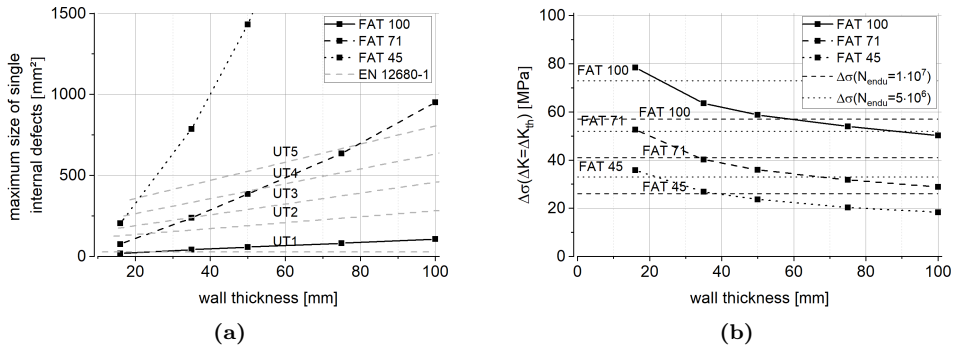 maximum size of single
internal defects [mm²]
1500
1000
500
0
20
40
60
80
100
wall thickness [mm]
FAT 100
FAT 71
FAT 45
EN 12680-1
UT5
UT4
UT3
UT2
UT1
(a)
Δσ(ΔK=ΔK_th) [MPa]
100
80
60
40
20
0
0
20
40
60
80
100
wall thickness [mm]
FAT 100
FAT 71
FAT 45
Δσ(N_endu=1·10⁷)
Δσ(N_endu=5·10⁶)
FAT 100
FAT 100
FAT 71
FAT 71
FAT 45
FAT 45
(b)